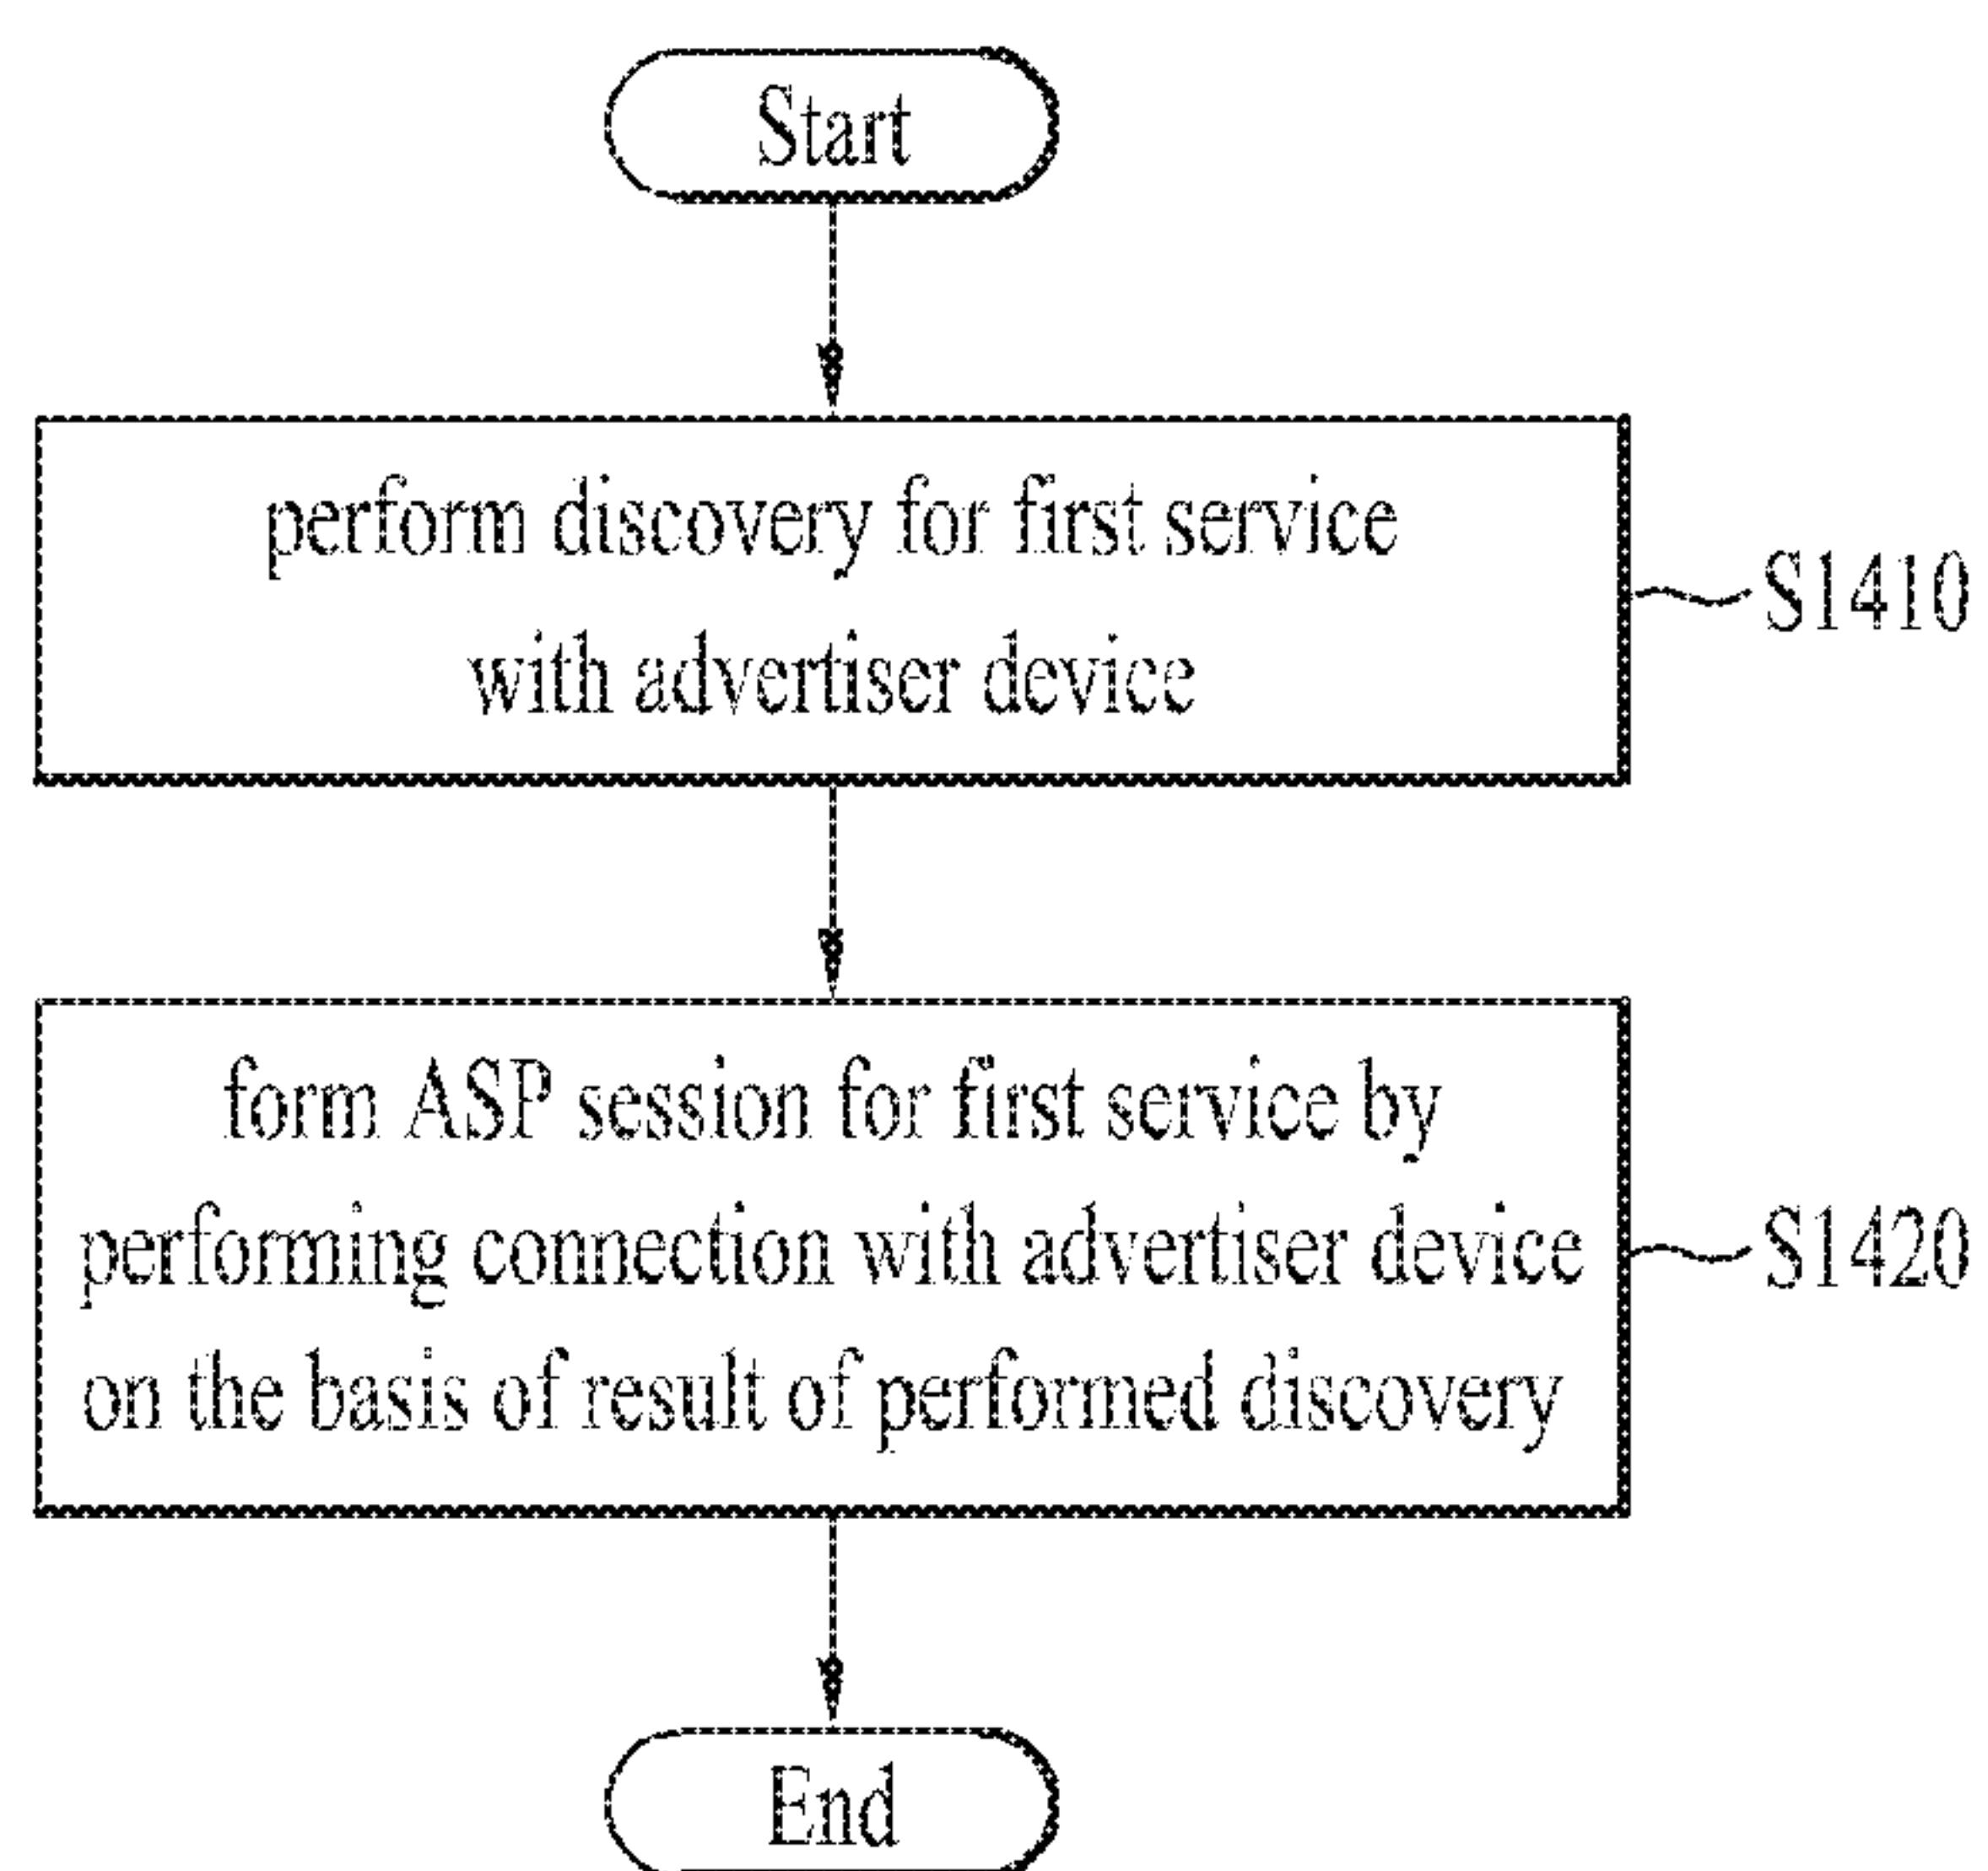 Start
perform discovery for first service
with advertiser device
S1410
form ASP session for first service by
performing connection with advertiser device
on the basis of result of performed discovery
S1420
End